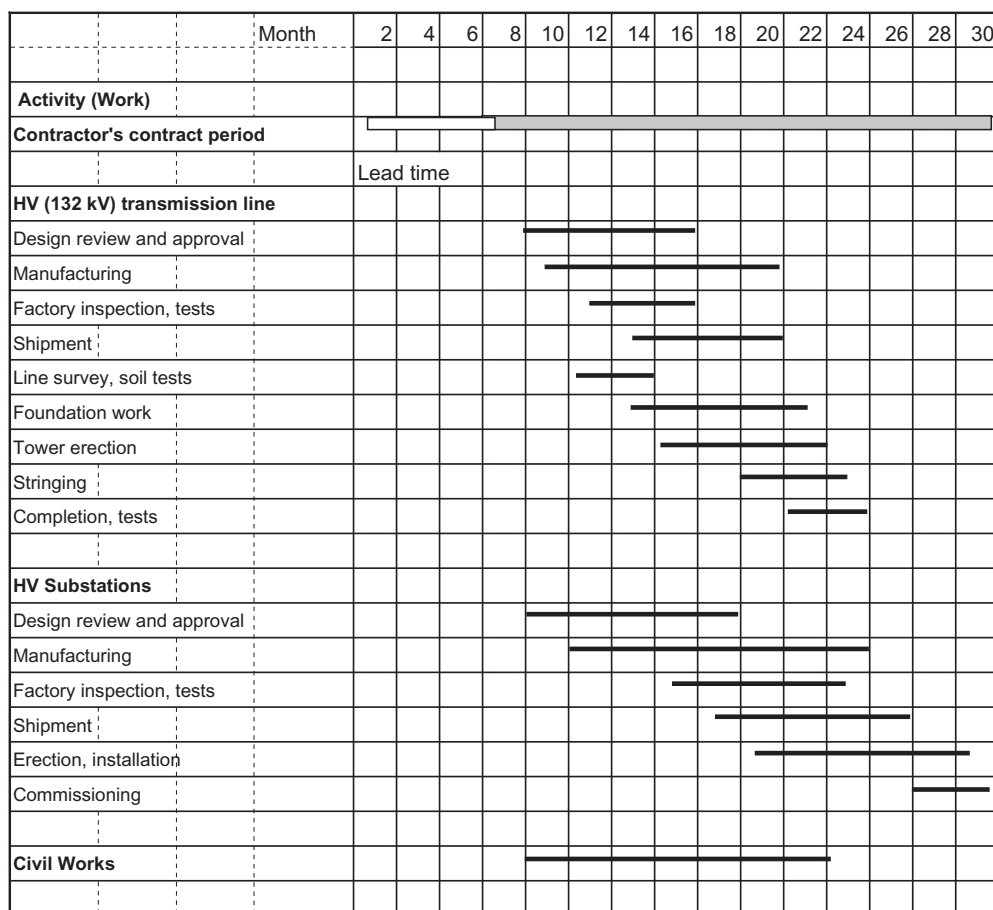 Month 2 4 6 8 10 12 14 16 18 20 22 24 26 28 30
Activity (Work)
Contractor's contract period
Lead time
HV (132 kV) transmission line
Design review and approval
Manufacturing
Factory inspection, tests
Shipment
Line survey, soil tests
Foundation work
Tower erection
Stringing
Completion, tests
HV Substations
Design review and approval
Manufacturing
Factory inspection, tests
Shipment
Erection, installation
Commissioning
Civil Works